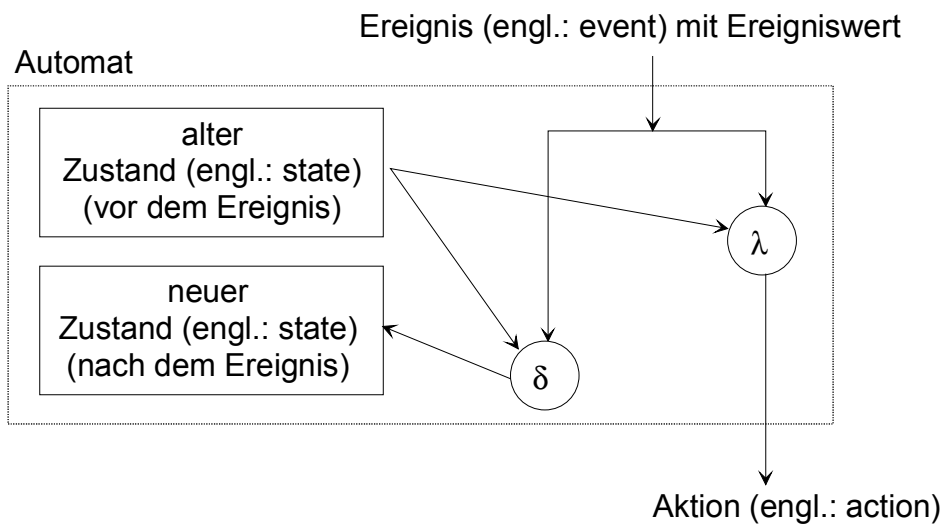 Ereignis (engl.: event) mit Ereigniswert
Automat
alter
Zustand (engl.: state)
(vor dem Ereignis)
λ
neuer
Zustand (engl.: state)
(nach dem Ereignis)
δ
Aktion (engl.: action)